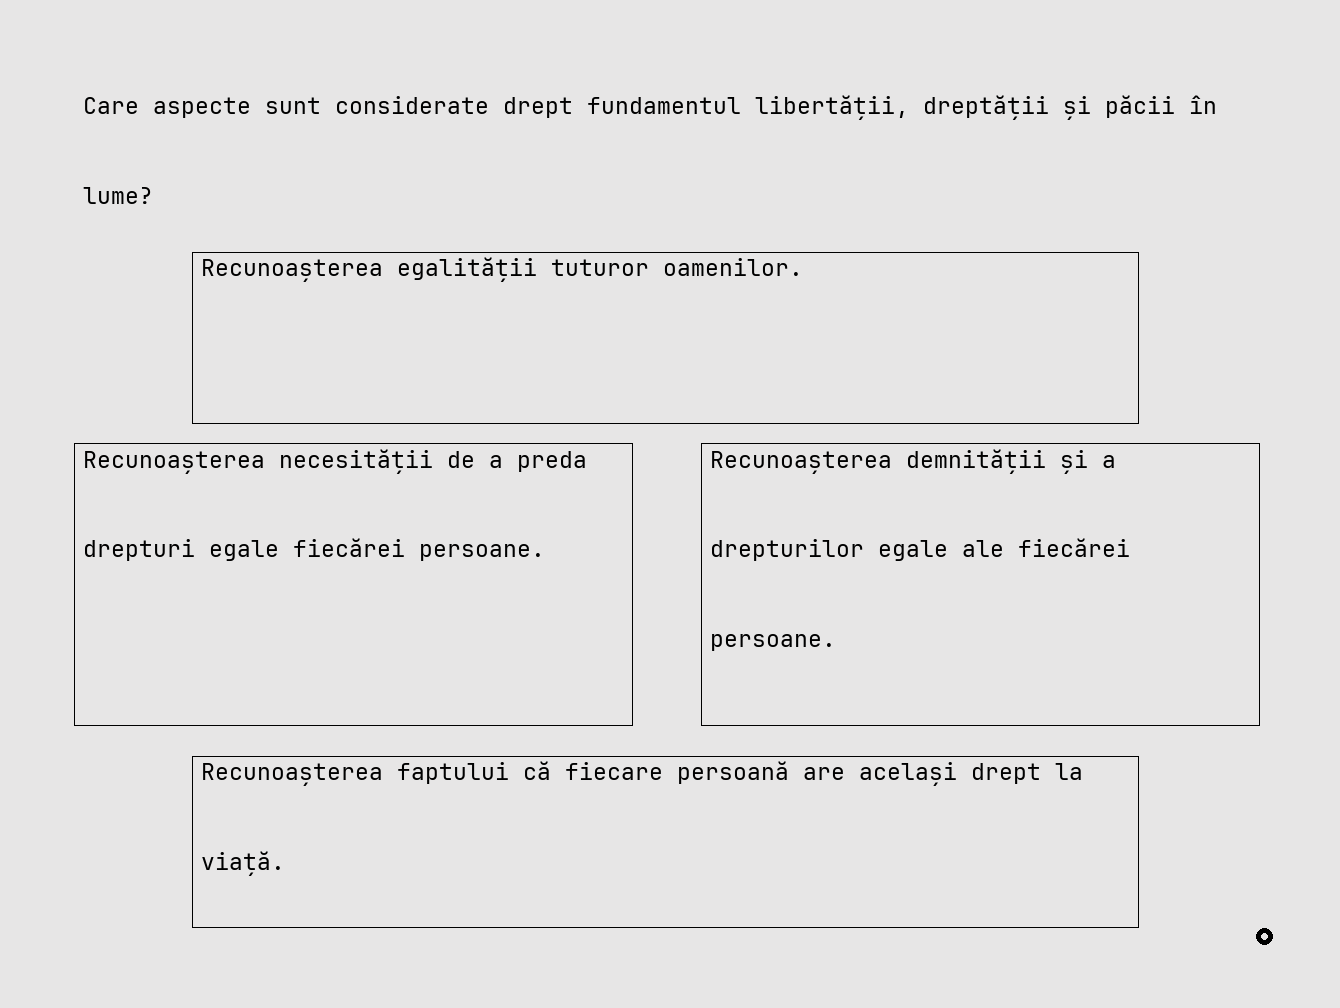 Care aspecte sunt considerate drept fundamentul libertății, dreptății și păcii în
lume?
Recunoașterea egalității tuturor oamenilor.
Recunoașterea necesității de a preda
drepturi egale fiecărei persoane.
Recunoașterea demnității și a
drepturilor egale ale fiecărei
persoane.
Recunoașterea faptului că fiecare persoană are același drept la
viață.